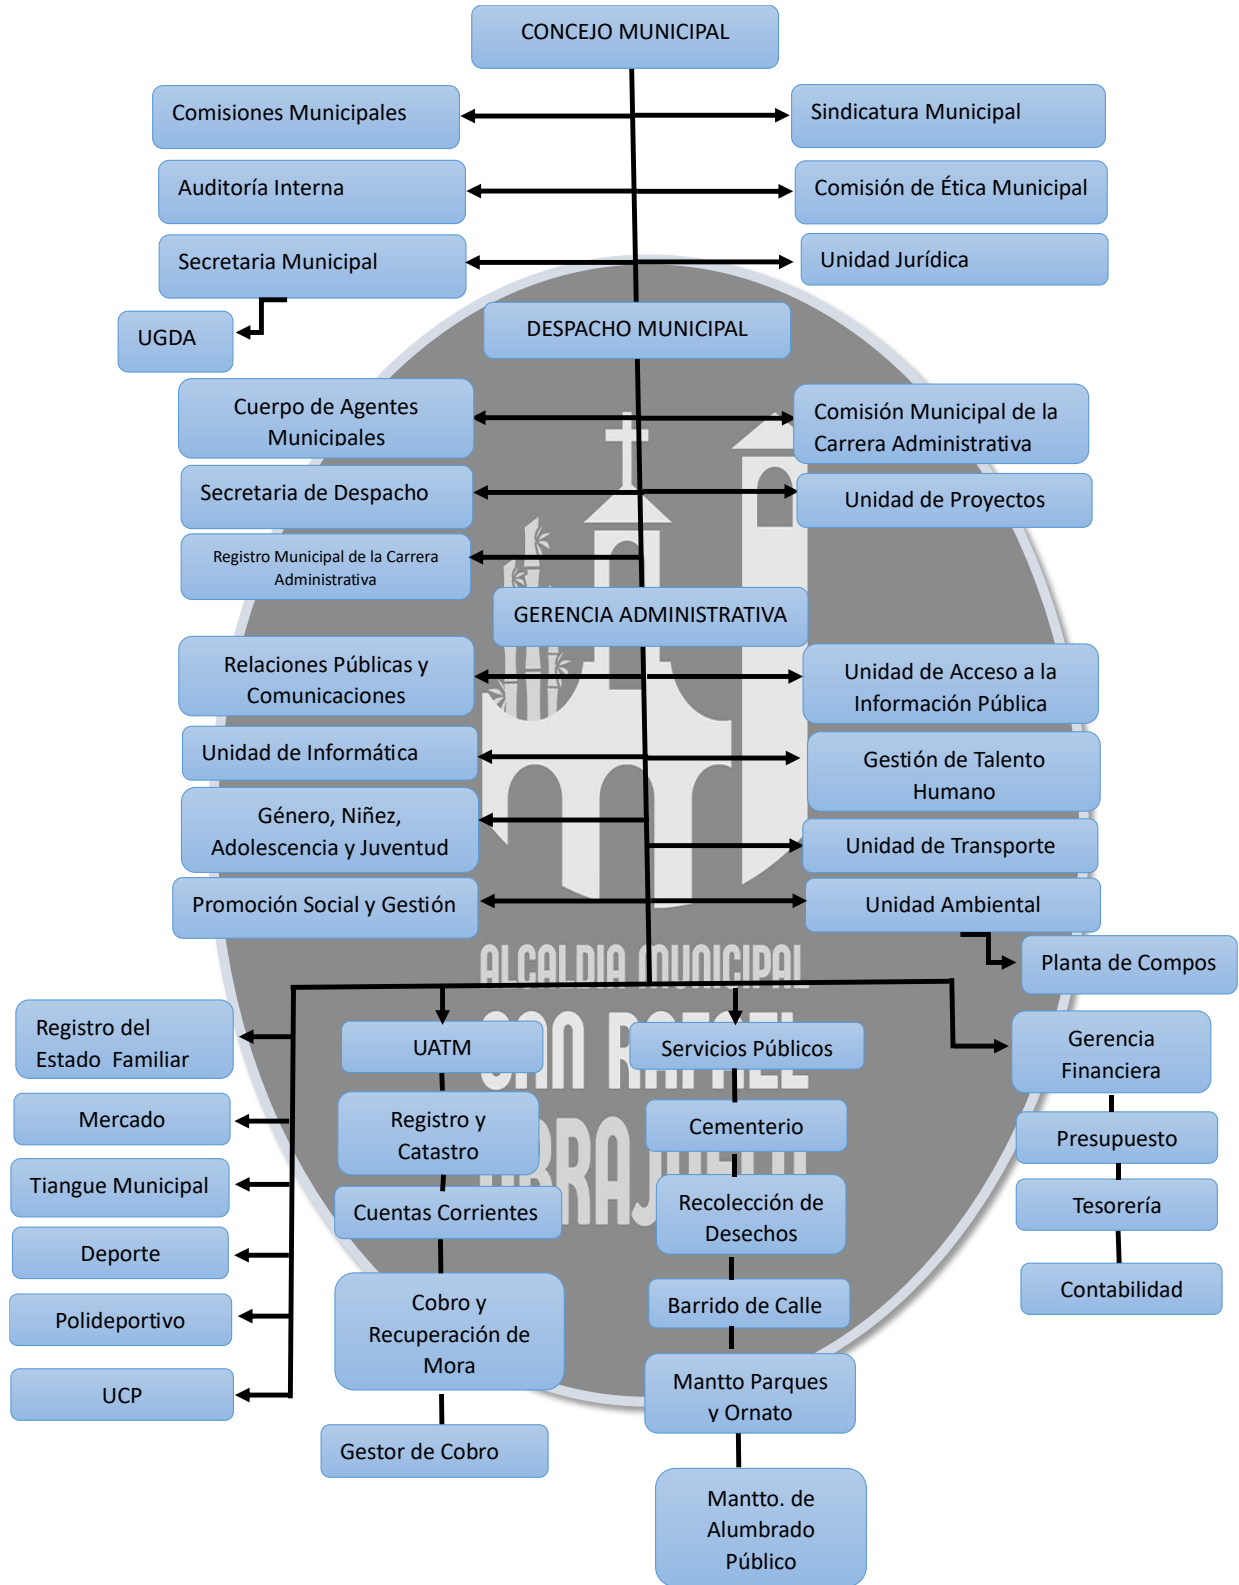 CONCEJO MUNICIPAL
Comisiones Municipales
Sindicatura Municipal
Auditoría Interna
Comisión de Ética Municipal
Secretaria Municipal
Unidad Jurídica
UGDA
DESPACHO MUNICIPAL
Cuerpo de Agentes
Municipales
Comisión Municipal de la
Carrera Administrativa
Secretaria de Despacho
Unidad de Proyectos
Registro Municipal de la Carrera
Administrativa
GERENCIA ADMINISTRATIVA
Relaciones Públicas y
Comunicaciones
Unidad de Acceso a la
Información Pública
Unidad de Informática
Gestión de Talento
Humano
Género, Niñez,
Adolescencia y Juventud
Unidad de Transporte
Promoción Social y Gestión
Unidad Ambiental
Planta de Compos
ALCALDIA MUNICIPAL
SAN RAFAEL
Registro del
Estado Familiar
UATM
Servicios Públicos
Gerencia
Financiera
Mercado
Registro y
Catastro
Cementerio
Presupuesto
Tiangue Municipal
Cuentas Corrientes
Recolección de
Desechos
Tesorería
Deporte
Polideportivo
Cobro y
Recuperación de
Mora
Barrido de Calle
Contabilidad
UCP
Mantto Parques
y Ornato
Gestor de Cobro
Mantto. de
Alumbrado
Público